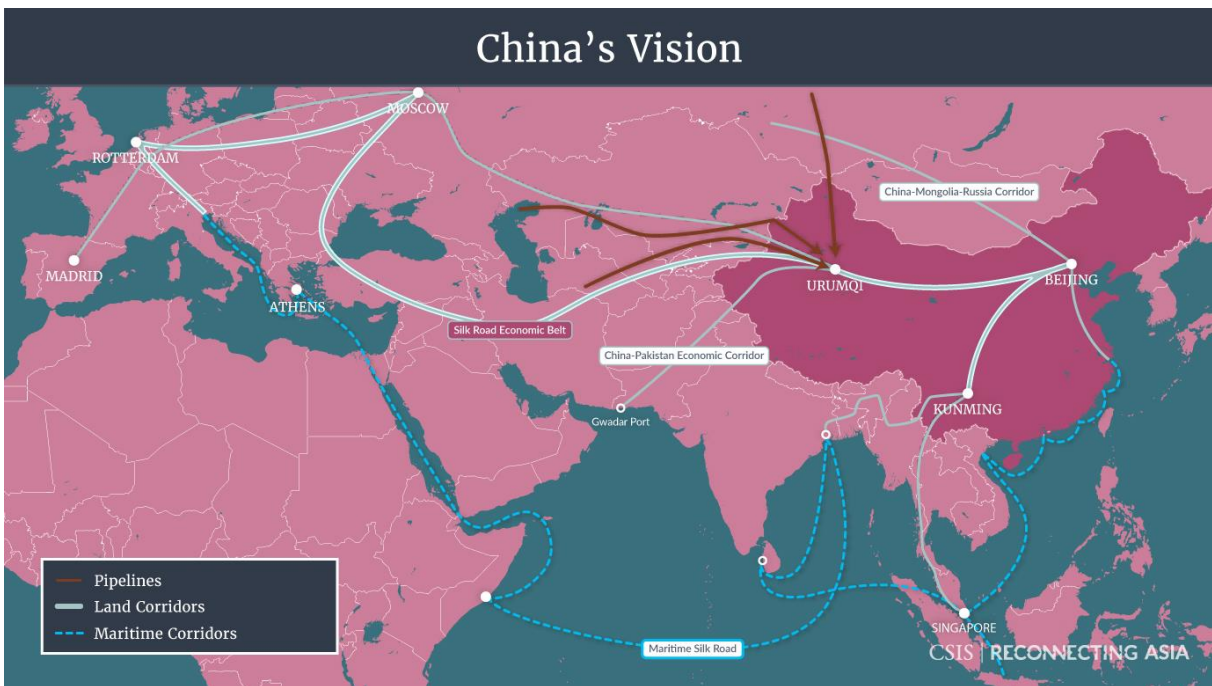 China's Vision
MOSCOW
ROTTERDAM
China-Mongolia-Russia Corridor
MADRID
URUMQI
BEIJING
ATHENS
Silk Road Economic Belt
China-Pakistan Economic Corridor
KUNMING
Gwadar Port
Pipelines
Land Corridors
Maritime Corridors
SINGAPORE
Maritime Silk Road
CSIS | RECONNECTING ASIA